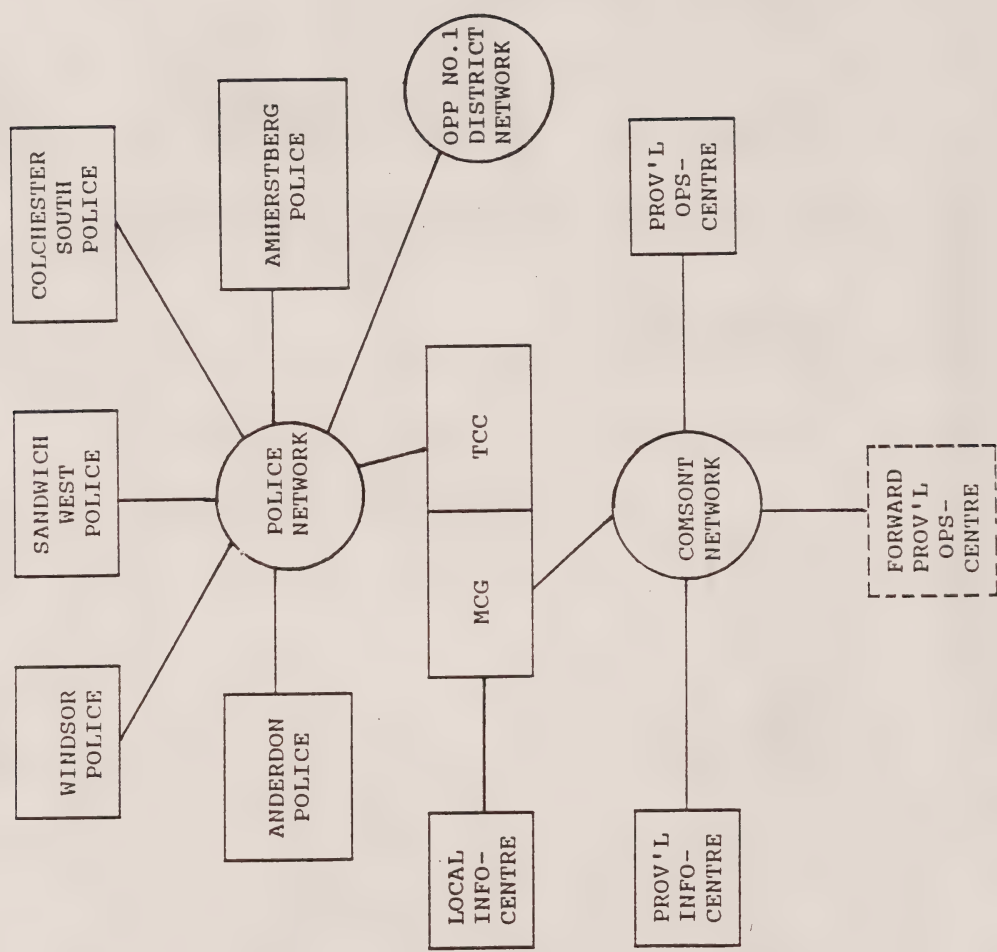 WINDSOR
POLICE
SANDWICH
WEST
POLICE
COLCHESTER
SOUTH
POLICE
ANDERDON
POLICE
POLICE
NETWORK
AMHERSTBERG
POLICE
OPP NO.1
DISTRICT
NETWORK
LOCAL
INFO-
CENTRE
MCG
TCC
PROV'L
INFO-
CENTRE
COMSONT
NETWORK
PROV'L
OPS-
CENTRE
FORWARD
PROV'L
OPS-
CENTRE